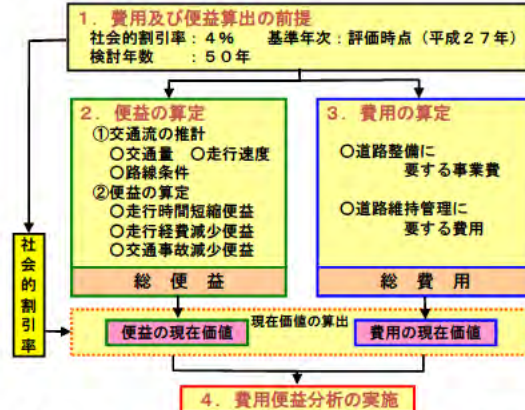 1．費用及び便益算出の前提
社会的割引率：4％　基準年次：評価時点（平成27年）
検討年数　：50年
2．便益の算定
①交通流の推計
○交通量　○走行速度
○路線条件
②便益の算定
○走行時間短縮便益
○走行経費減少便益
○交通事故減少便益
総　便　益
3．費用の算定
○道路整備に
要する事業費
○道路維持管理に
要する費用
総　費　用
社会的割引率
現在価値の算出
便益の現在価値
費用の現在価値
4．費用便益分析の実施